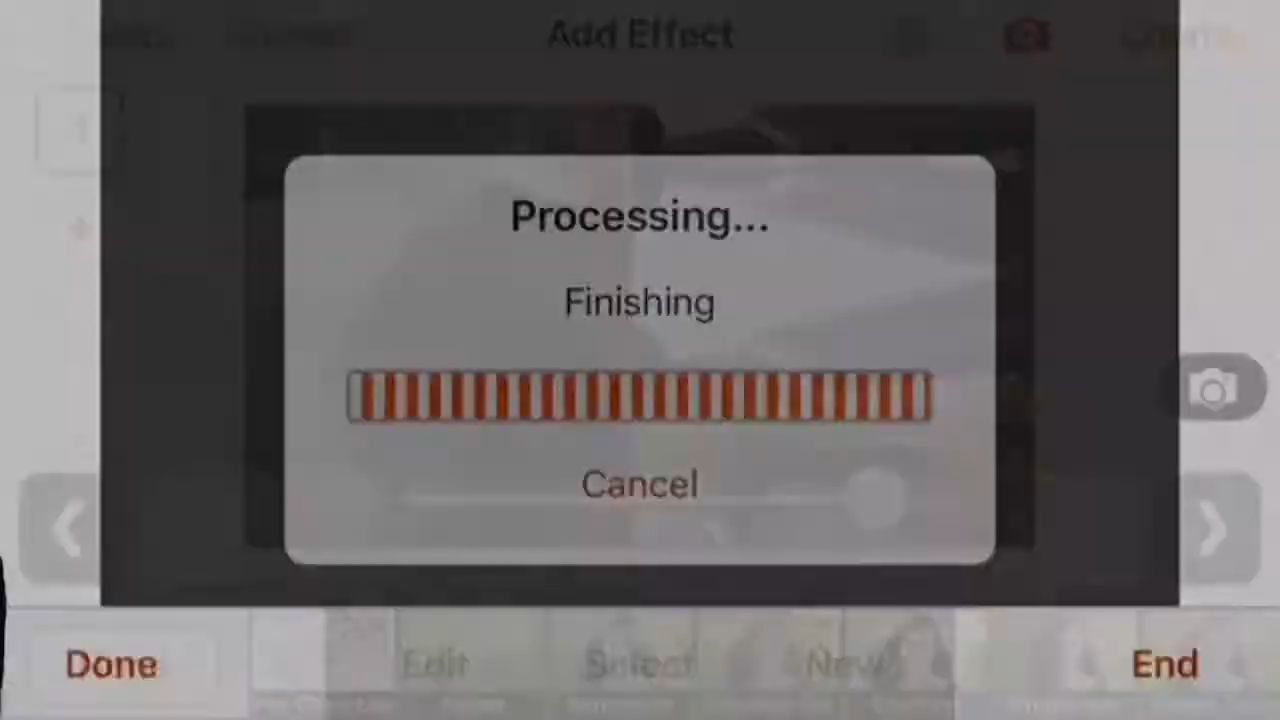 Add Effect
Processing...
Finishing
Cancel
Done Edit Select New End